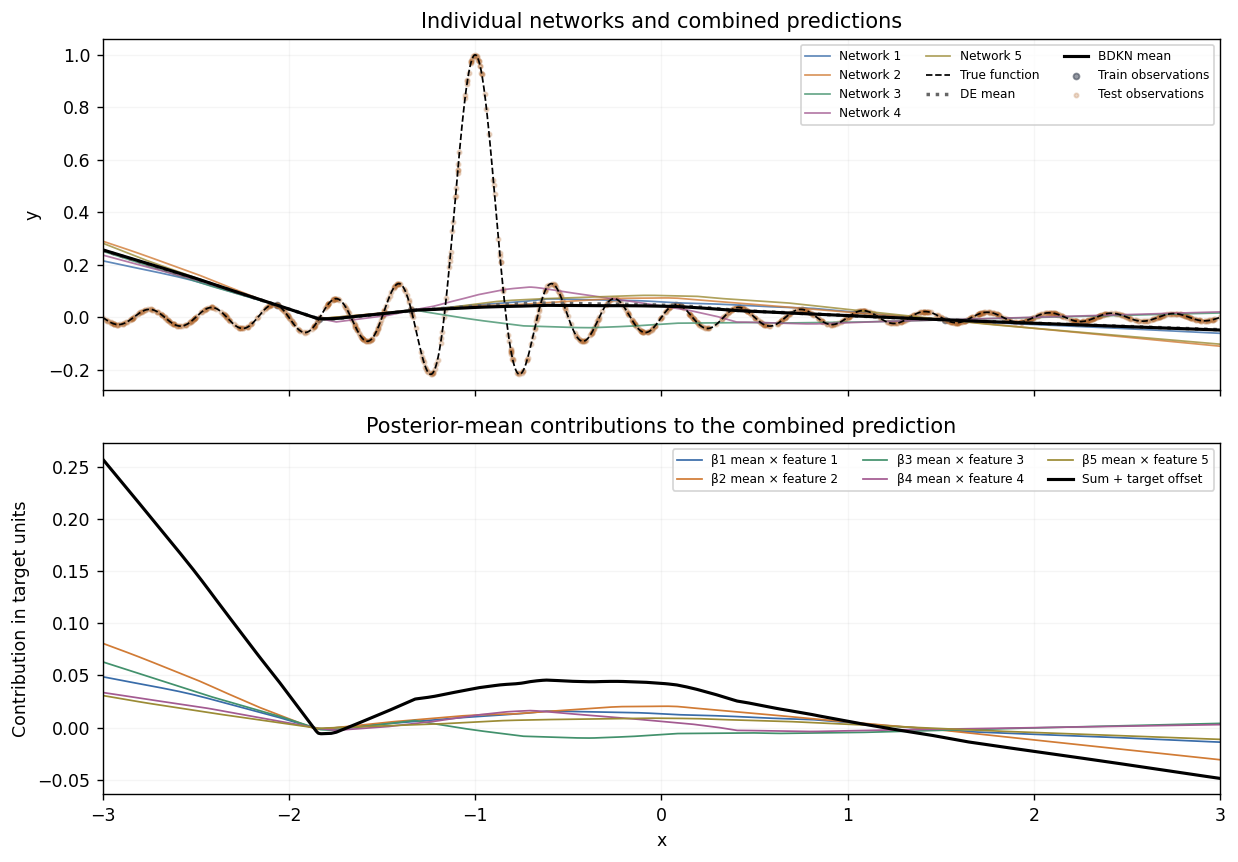 Individual networks and combined predictions
1.0
0.8
0.6
0.4
0.2
0.0
−0.2
y
Network 1
Network 2
Network 3
Network 4
Network 5
True function
DE mean
BDKN mean
Train observations
Test observations
Posterior-mean contributions to the combined prediction
0.25
0.20
0.15
0.10
0.05
0.00
−0.05
Contribution in target units
β1 mean × feature 1
β2 mean × feature 2
β3 mean × feature 3
β4 mean × feature 4
β5 mean × feature 5
Sum + target offset
−3 −2 −1 0 1 2 3
x